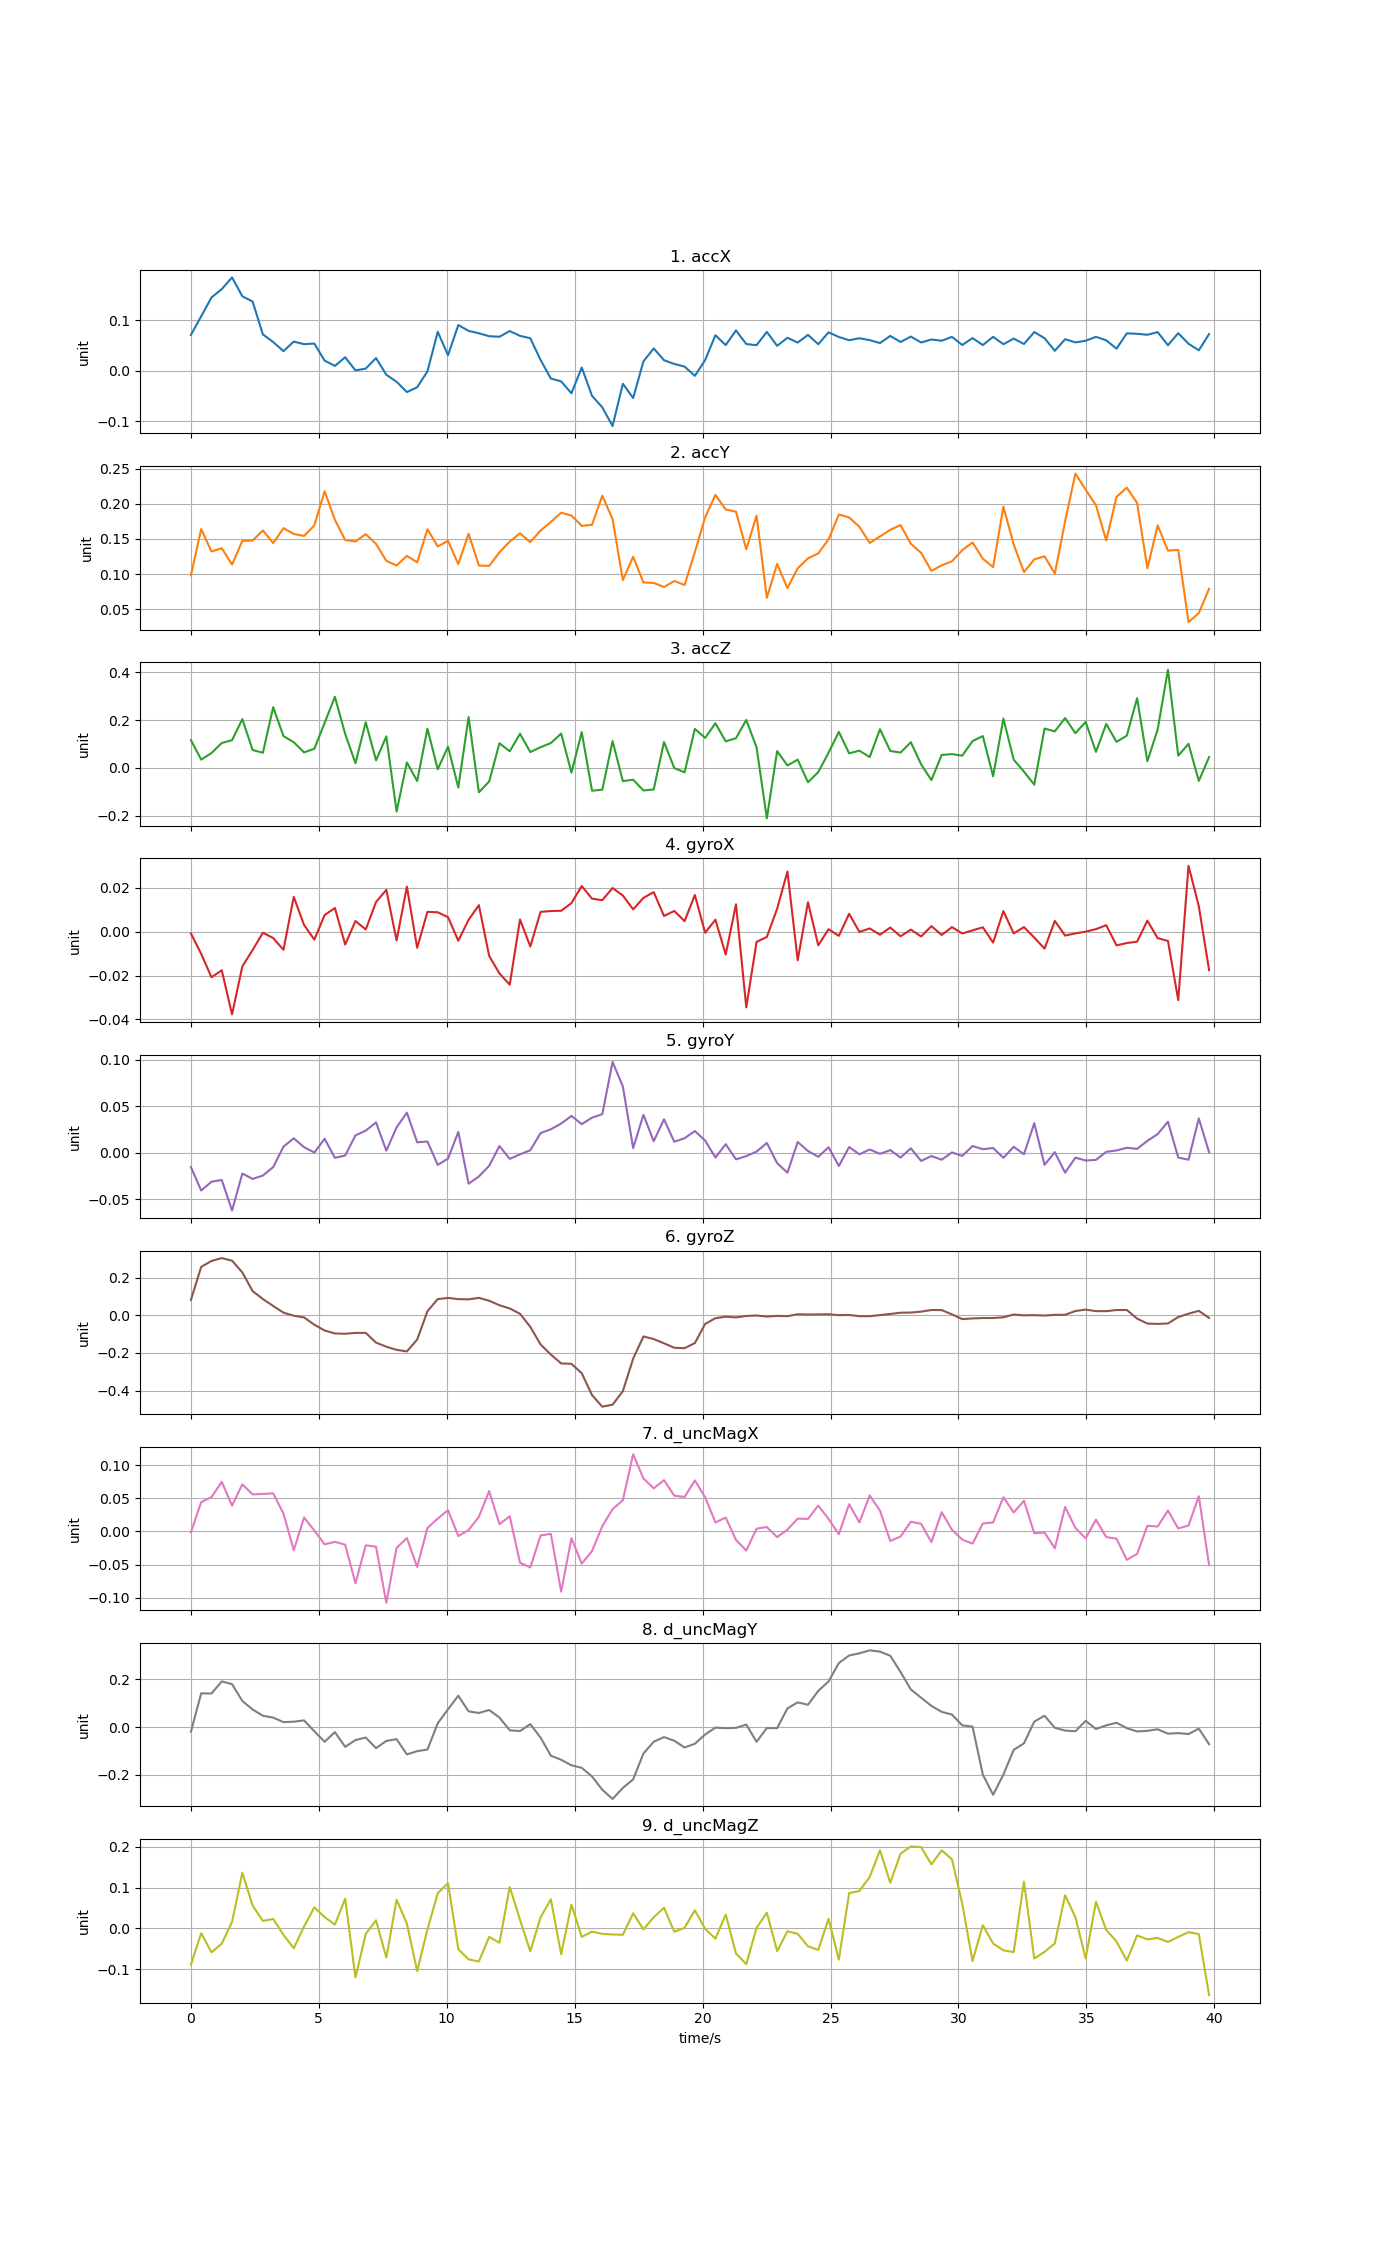 1. accX
0.1
0.0
−0.1
unit
2. accY
0.25
0.20
0.15
0.10
0.05
unit
3. accZ
0.4
0.2
0.0
−0.2
unit
4. gyroX
0.02
0.00
−0.02
−0.04
unit
5. gyroY
0.10
0.05
0.00
−0.05
unit
6. gyroZ
0.2
0.0
−0.2
−0.4
unit
7. d_uncMagX
0.10
0.05
0.00
−0.05
−0.10
unit
8. d_uncMagY
0.2
0.0
−0.2
unit
9. d_uncMagZ
0.2
0.1
0.0
−0.1
unit
0 5 10 15 20 25 30 35 40
time/s